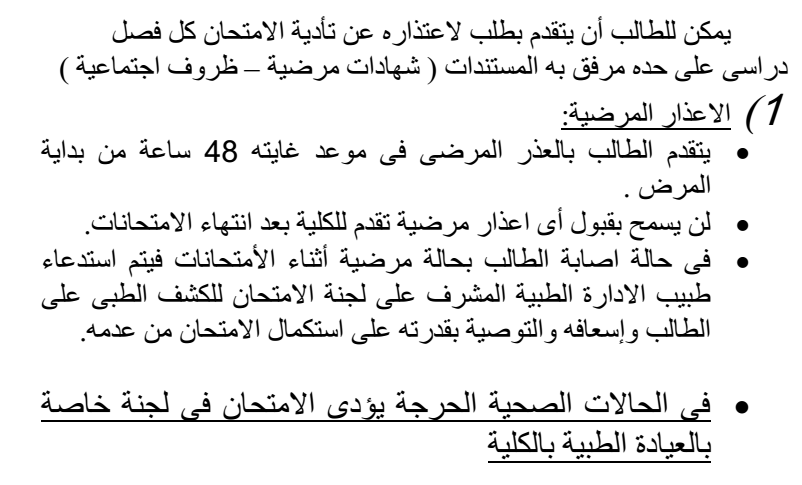 يمكن للطالب أن يتقدم بطلب لاعتذاره عن تأدية الامتحان كل فصل
دراسى على حده مرفق به المستندات ( شهادات مرضية – ظروف اجتماعية )
1) الاعذار المرضية:
• يتقدم الطالب بالعذر المرضى فى موعد غايته 48 ساعة من بداية
المرض .
• لن يسمح بقبول أى اعذار مرضية تقدم للكلية بعد انتهاء الامتحانات.
• فى حالة اصابة الطالب بحالة مرضية أثناء الأمتحانات فيتم استدعاء
طبيب الادارة الطبية المشرف على لجنة الامتحان للكشف الطبى على
الطالب وإسعافه والتوصية بقدرته على استكمال الامتحان من عدمه.
• فى الحالات الصحية الحرجة يؤدى الامتحان فى لجنة خاصة
بالعيادة الطبية بالكلية